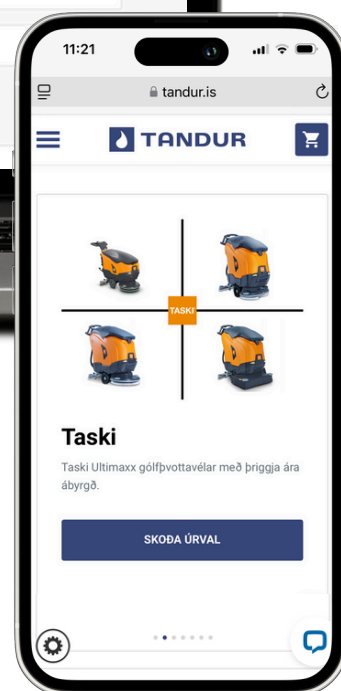 11:21
tandur.is
TANDUR
TASKI
Taski
Taski Ultimaxx gólfþvottavélar með þriggja ára
ábyrgð.
SKOÐA ÚRVAL